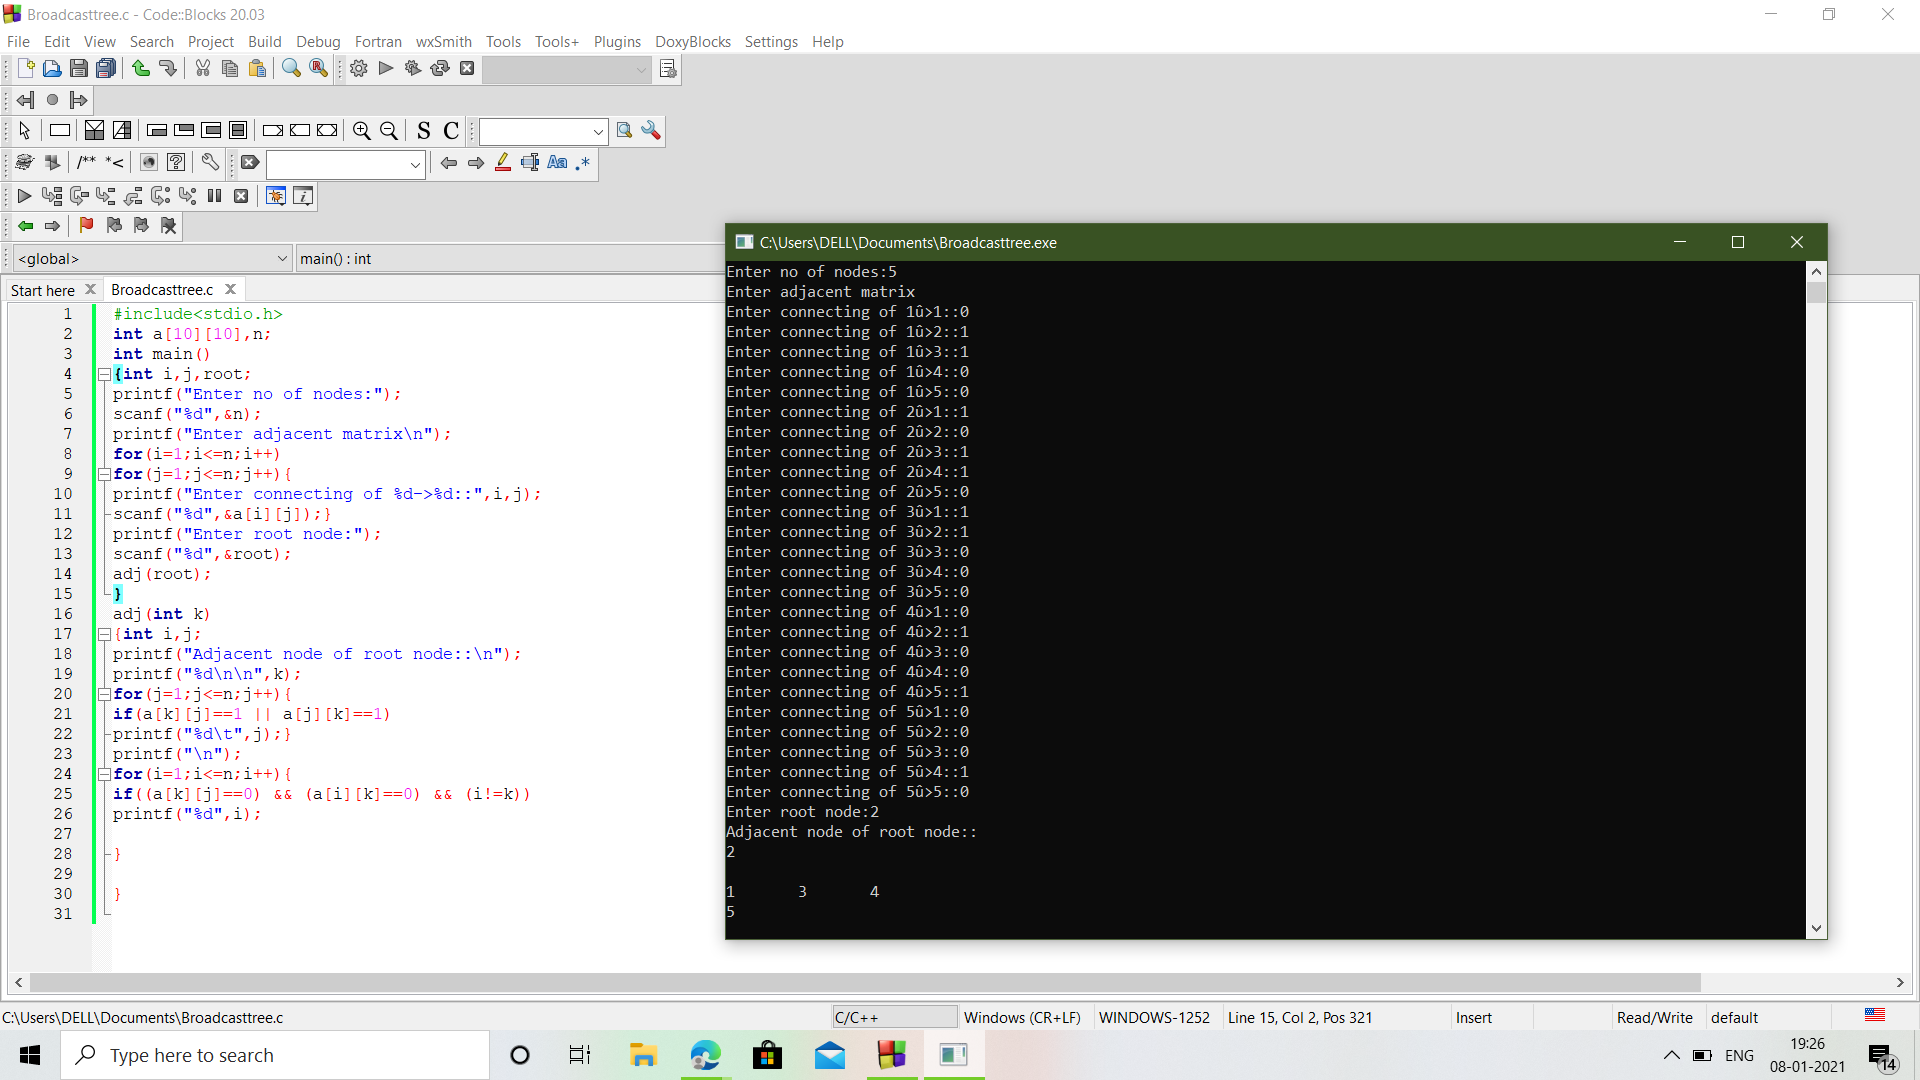 Broadcasttree.c - Code::Blocks 20.03
File Edit View Search Project Build Debug Fortran wxSmith Tools Tools+ Plugins DoxyBlocks Settings Help
S C
/** *<
Aa .*
<global> main() : int
Start here Broadcasttree.c
1 #include<stdio.h>
2 int a[10][10],n;
3 int main()
4 {int i,j,root;
5 printf("Enter no of nodes:");
6 scanf("%d",&n);
7 printf("Enter adjacent matrix\n");
8 for(i=1;i<=n;i++)
9 for(j=1;j<=n;j++){
10 printf("Enter connecting of %d->%d::",i,j);
11 scanf("%d",&a[i][j]);}
12 printf("Enter root node:");
13 scanf("%d",&root);
14 adj(root);
15 }
16 adj(int k)
17 {int i,j;
18 printf("Adjacent node of root node::\n");
19 printf("%d\n\n",k);
20 for(j=1;j<=n;j++){
21 if(a[k][j]==1 || a[j][k]==1)
22 printf("%d\t",j);}
23 printf("\n");
24 for(i=1;i<=n;i++){
25 if((a[k][j]==0) && (a[i][k]==0) && (i!=k))
26 printf("%d",i);
27
28 }
29
30 }
31
C:\Users\DELL\Documents\Broadcasttree.exe
Enter no of nodes:5
Enter adjacent matrix
Enter connecting of 1û>1::0
Enter connecting of 1û>2::1
Enter connecting of 1û>3::1
Enter connecting of 1û>4::0
Enter connecting of 1û>5::0
Enter connecting of 2û>1::1
Enter connecting of 2û>2::0
Enter connecting of 2û>3::1
Enter connecting of 2û>4::1
Enter connecting of 2û>5::0
Enter connecting of 3û>1::1
Enter connecting of 3û>2::1
Enter connecting of 3û>3::0
Enter connecting of 3û>4::0
Enter connecting of 3û>5::0
Enter connecting of 4û>1::0
Enter connecting of 4û>2::1
Enter connecting of 4û>3::0
Enter connecting of 4û>4::0
Enter connecting of 4û>5::1
Enter connecting of 5û>1::0
Enter connecting of 5û>2::0
Enter connecting of 5û>3::0
Enter connecting of 5û>4::1
Enter connecting of 5û>5::0
Enter root node:2
Adjacent node of root node::
2
1 3 4
5
C:\Users\DELL\Documents\Broadcasttree.c C/C++ Windows (CR+LF) WINDOWS-1252 Line 15, Col 2, Pos 321 Insert Read/Write default
Type here to search
ENG
19:26
08-01-2021
14